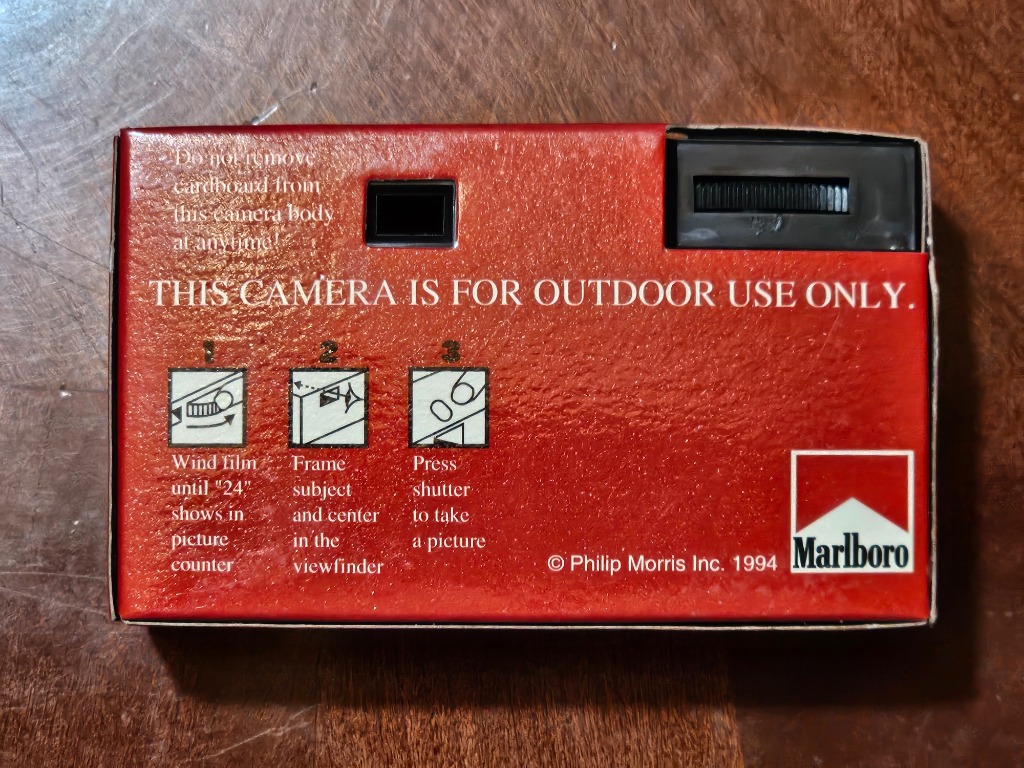 Do not remove
cardboard from
this camera body
at anytime!
THIS CAMERA IS FOR OUTDOOR USE ONLY.
1
Wind film
until "24"
shows in
picture
counter
2
Frame
subject
and center
in the
viewfinder
3
Press
shutter
to take
a picture
© Philip Morris Inc. 1994
Marlboro